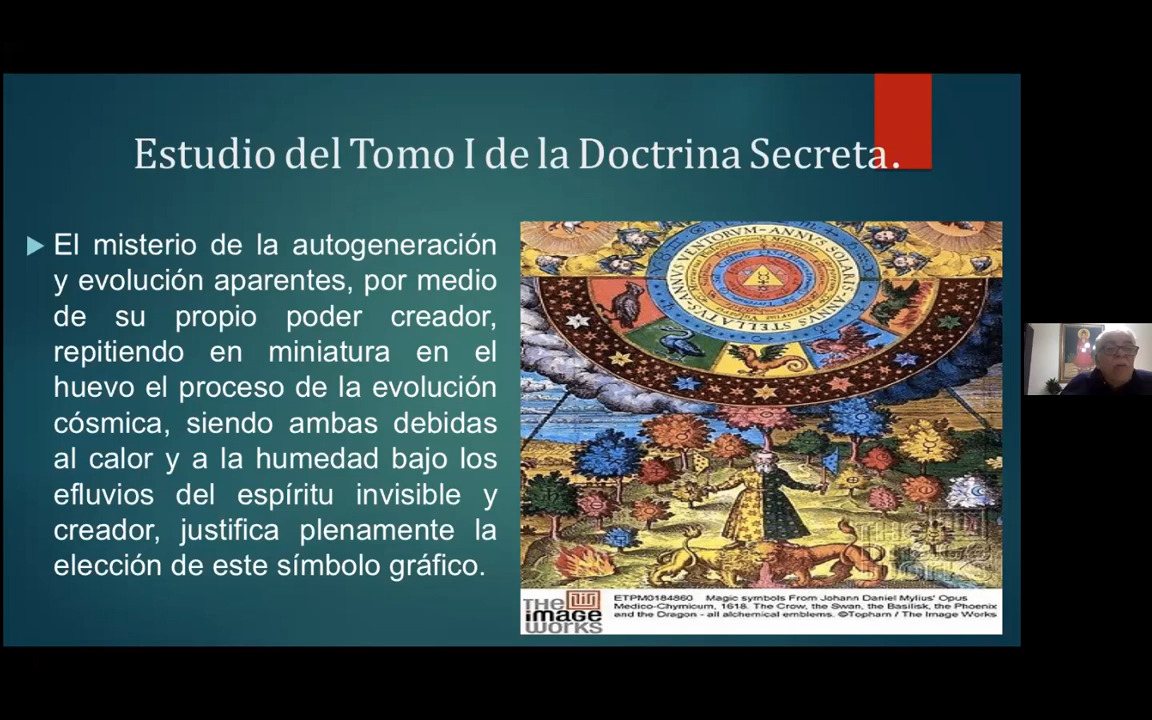 Estudio del Tomo I de la Doctrina Secreta.
El misterio de la autogeneración
y evolución aparentes, por medio
de su propio poder creador,
repitiendo en miniatura en el
huevo el proceso de la evolución
cósmica, siendo ambas debidas
al calor y a la humedad bajo los
efluvios del espíritu invisible y
creador, justifica plenamente la
elección de este símbolo gráfico.
VENTORVM ANNVS SOLARIS ANNVS STELLATVS ANNVS
THE
image
works
ETPM0184860 Magic symbols From Johann Daniel Mylius' Opus
Medico-Chymicum, 1618. The Crow, the Swan, the Basilisk, the Phoenix
and the Dragon - all alchemical emblems. ©Topham / The Image Works